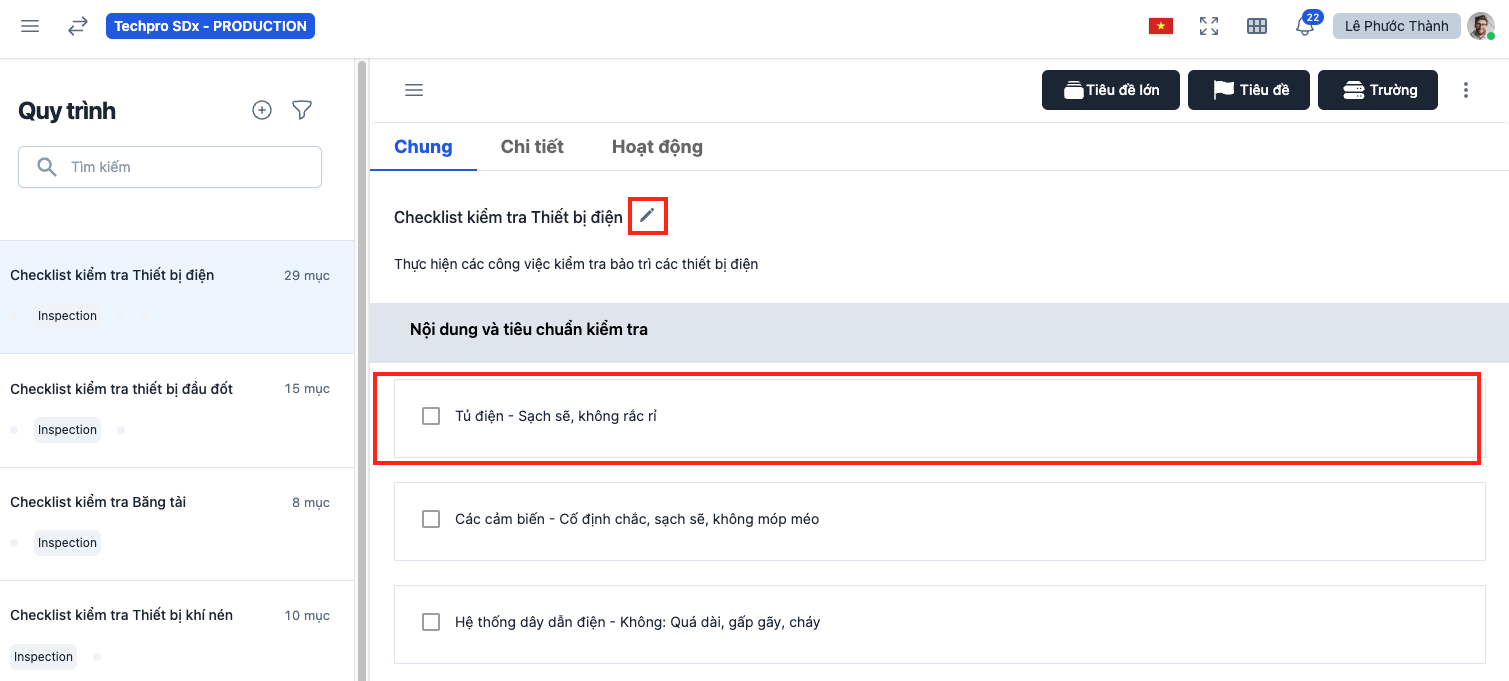 Techpro SDx - PRODUCTION
22
Lê Phước Thành
Quy trình
Tìm kiếm
Checklist kiểm tra Thiết bị điện
29 mục
Inspection
Checklist kiểm tra thiết bị đầu đốt
15 mục
Inspection
Checklist kiểm tra Băng tải
8 mục
Inspection
Checklist kiểm tra Thiết bị khí nén
10 mục
Inspection
Tiêu đề lớn
Tiêu đề
Trường
Chung
Chi tiết
Hoạt động
Checklist kiểm tra Thiết bị điện
Thực hiện các công việc kiểm tra bảo trì các thiết bị điện
Nội dung và tiêu chuẩn kiểm tra
Tủ điện - Sạch sẽ, không rắc rỉ
Các cảm biến - Cố định chắc, sạch sẽ, không móp méo
Hệ thống dây dẫn điện - Không: Quá dài, gấp gãy, cháy